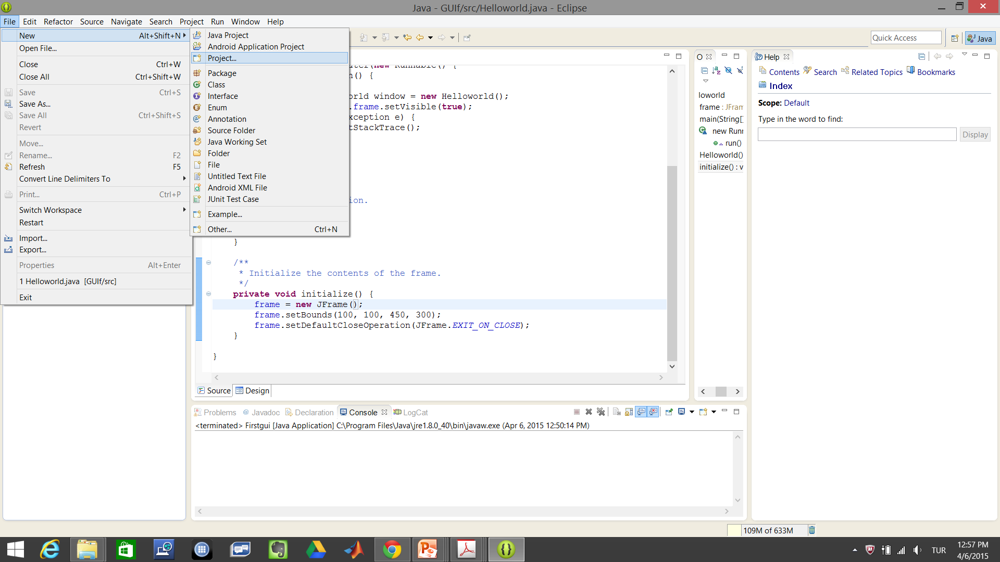 Java - GUIf/src/Helloworld.java - Eclipse
File Edit Refactor Source Navigate Search Project Run Window Help
New Alt+Shift+N
Open File...
Close Ctrl+W
Close All Ctrl+Shift+W
Save Ctrl+S
Save As...
Save All Ctrl+Shift+S
Revert
Move...
Rename... F2
Refresh F5
Convert Line Delimiters To
Print... Ctrl+P
Switch Workspace
Restart
Import...
Export...
Properties Alt+Enter
1 Helloworld.java [GUIf/src]
Exit
Java Project
Android Application Project
Project...
Package
Class
Interface
Enum
Annotation
Source Folder
Java Working Set
Folder
File
Untitled Text File
Android XML File
JUnit Test Case
Example...
Other... Ctrl+N
Quick Access
Java
(new Runnable() {
() {
orld window = new Helloworld();
.frame.setVisible(true);
xception e) {
tStackTrace();
ion.
}
/**
* Initialize the contents of the frame.
*/
private void initialize() {
frame = new JFrame();
frame.setBounds(100, 100, 450, 300);
frame.setDefaultCloseOperation(JFrame.EXIT_ON_CLOSE);
}
}
Source Design
O
loworld
frame : JFram
main(String[]
new Runn
run()
Helloworld()
initialize() : v
Help
Contents Search Related Topics Bookmarks
Index
Scope: Default
Type in the word to find:
Display
Problems @ Javadoc Declaration Console LogCat
<terminated> Firstgui [Java Application] C:\Program Files\Java\jre1.8.0_40\bin\javaw.exe (Apr 6, 2015 12:50:14 PM)
109M of 633M
TUR
12:57 PM
4/6/2015